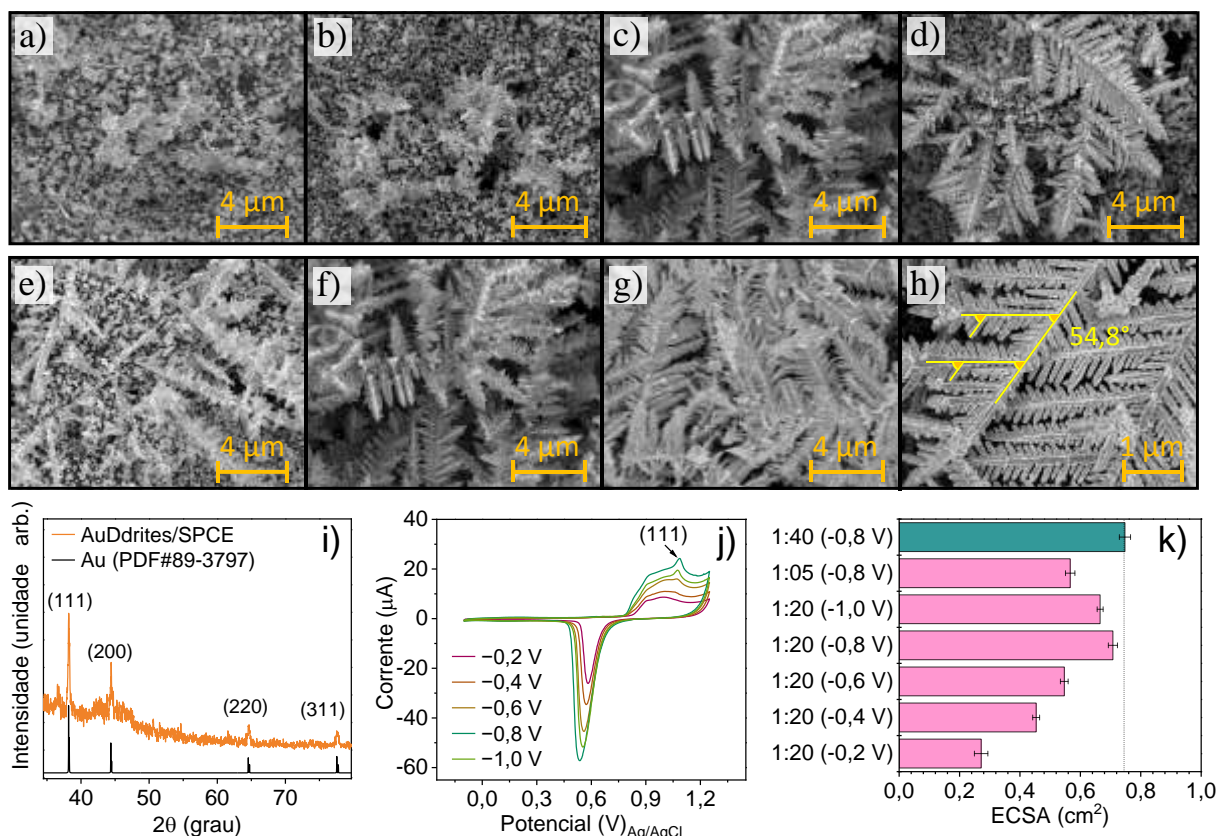 a)
b)
c)
d)
4 µm
4 µm
4 µm
4 µm
e)
f)
g)
h)
54,8°
4 µm
4 µm
4 µm
1 µm
Intensidade (unidade arb.)
AuDdrites/SPCE
Au (PDF#89-3797)
i)
(111)
(200)
(220)
(311)
40 50 60 70
2θ (grau)
Corrente (µA)
40
20
0
-20
-40
-60
(111)
j)
−0,2 V
−0,4 V
−0,6 V
−0,8 V
−1,0 V
0,0 0,3 0,6 0,9 1,2
Potencial (V)Ag/AgCl
k)
1:40 (-0,8 V)
1:05 (-0,8 V)
1:20 (-1,0 V)
1:20 (-0,8 V)
1:20 (-0,6 V)
1:20 (-0,4 V)
1:20 (-0,2 V)
0,0 0,2 0,4 0,6 0,8 1,0
ECSA (cm²)